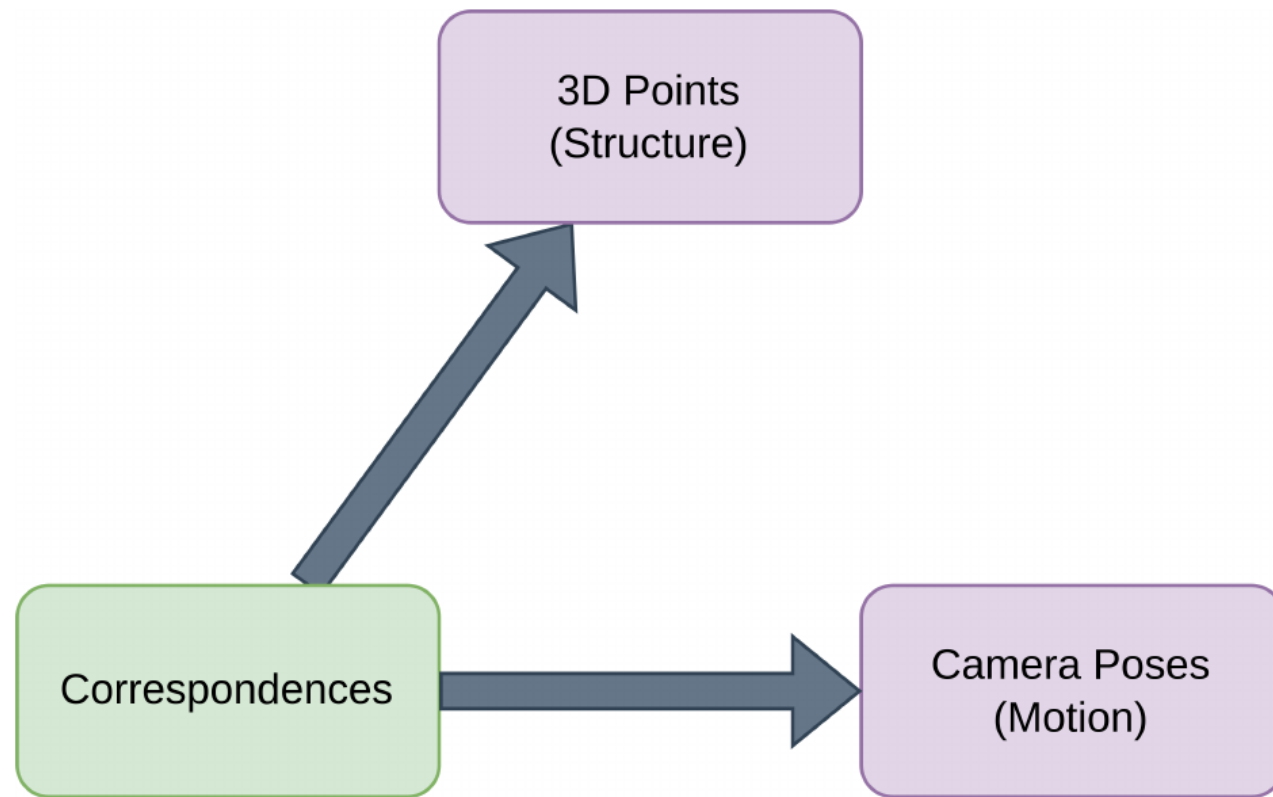 3D Points
(Structure)
Correspondences
Camera Poses
(Motion)